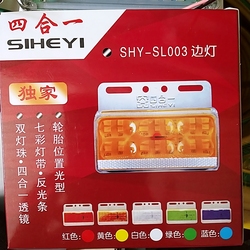 四合一
SIHEYI
SHY-SL003 边灯
独家
双灯珠·四合一透镜
七彩灯带·反光条
轮胎位置光型
红色: 黄色: 白色: 绿色: 蓝色: